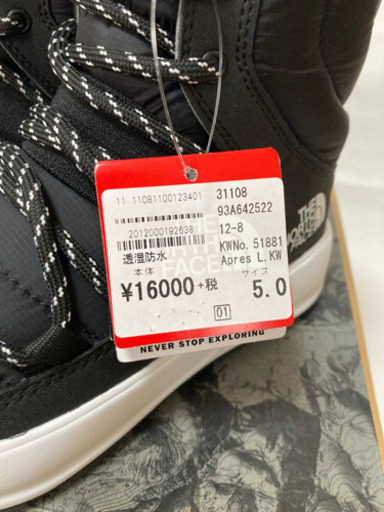 11. 11081100123401
31108
93A642522
2012000192638
12-8
透湿防水
KWNo. 51881
Apres L.KW
本体
サイズ
¥16000+税
5.0
01
NEVER STOP EXPLORING
THE
NORTH
FACE